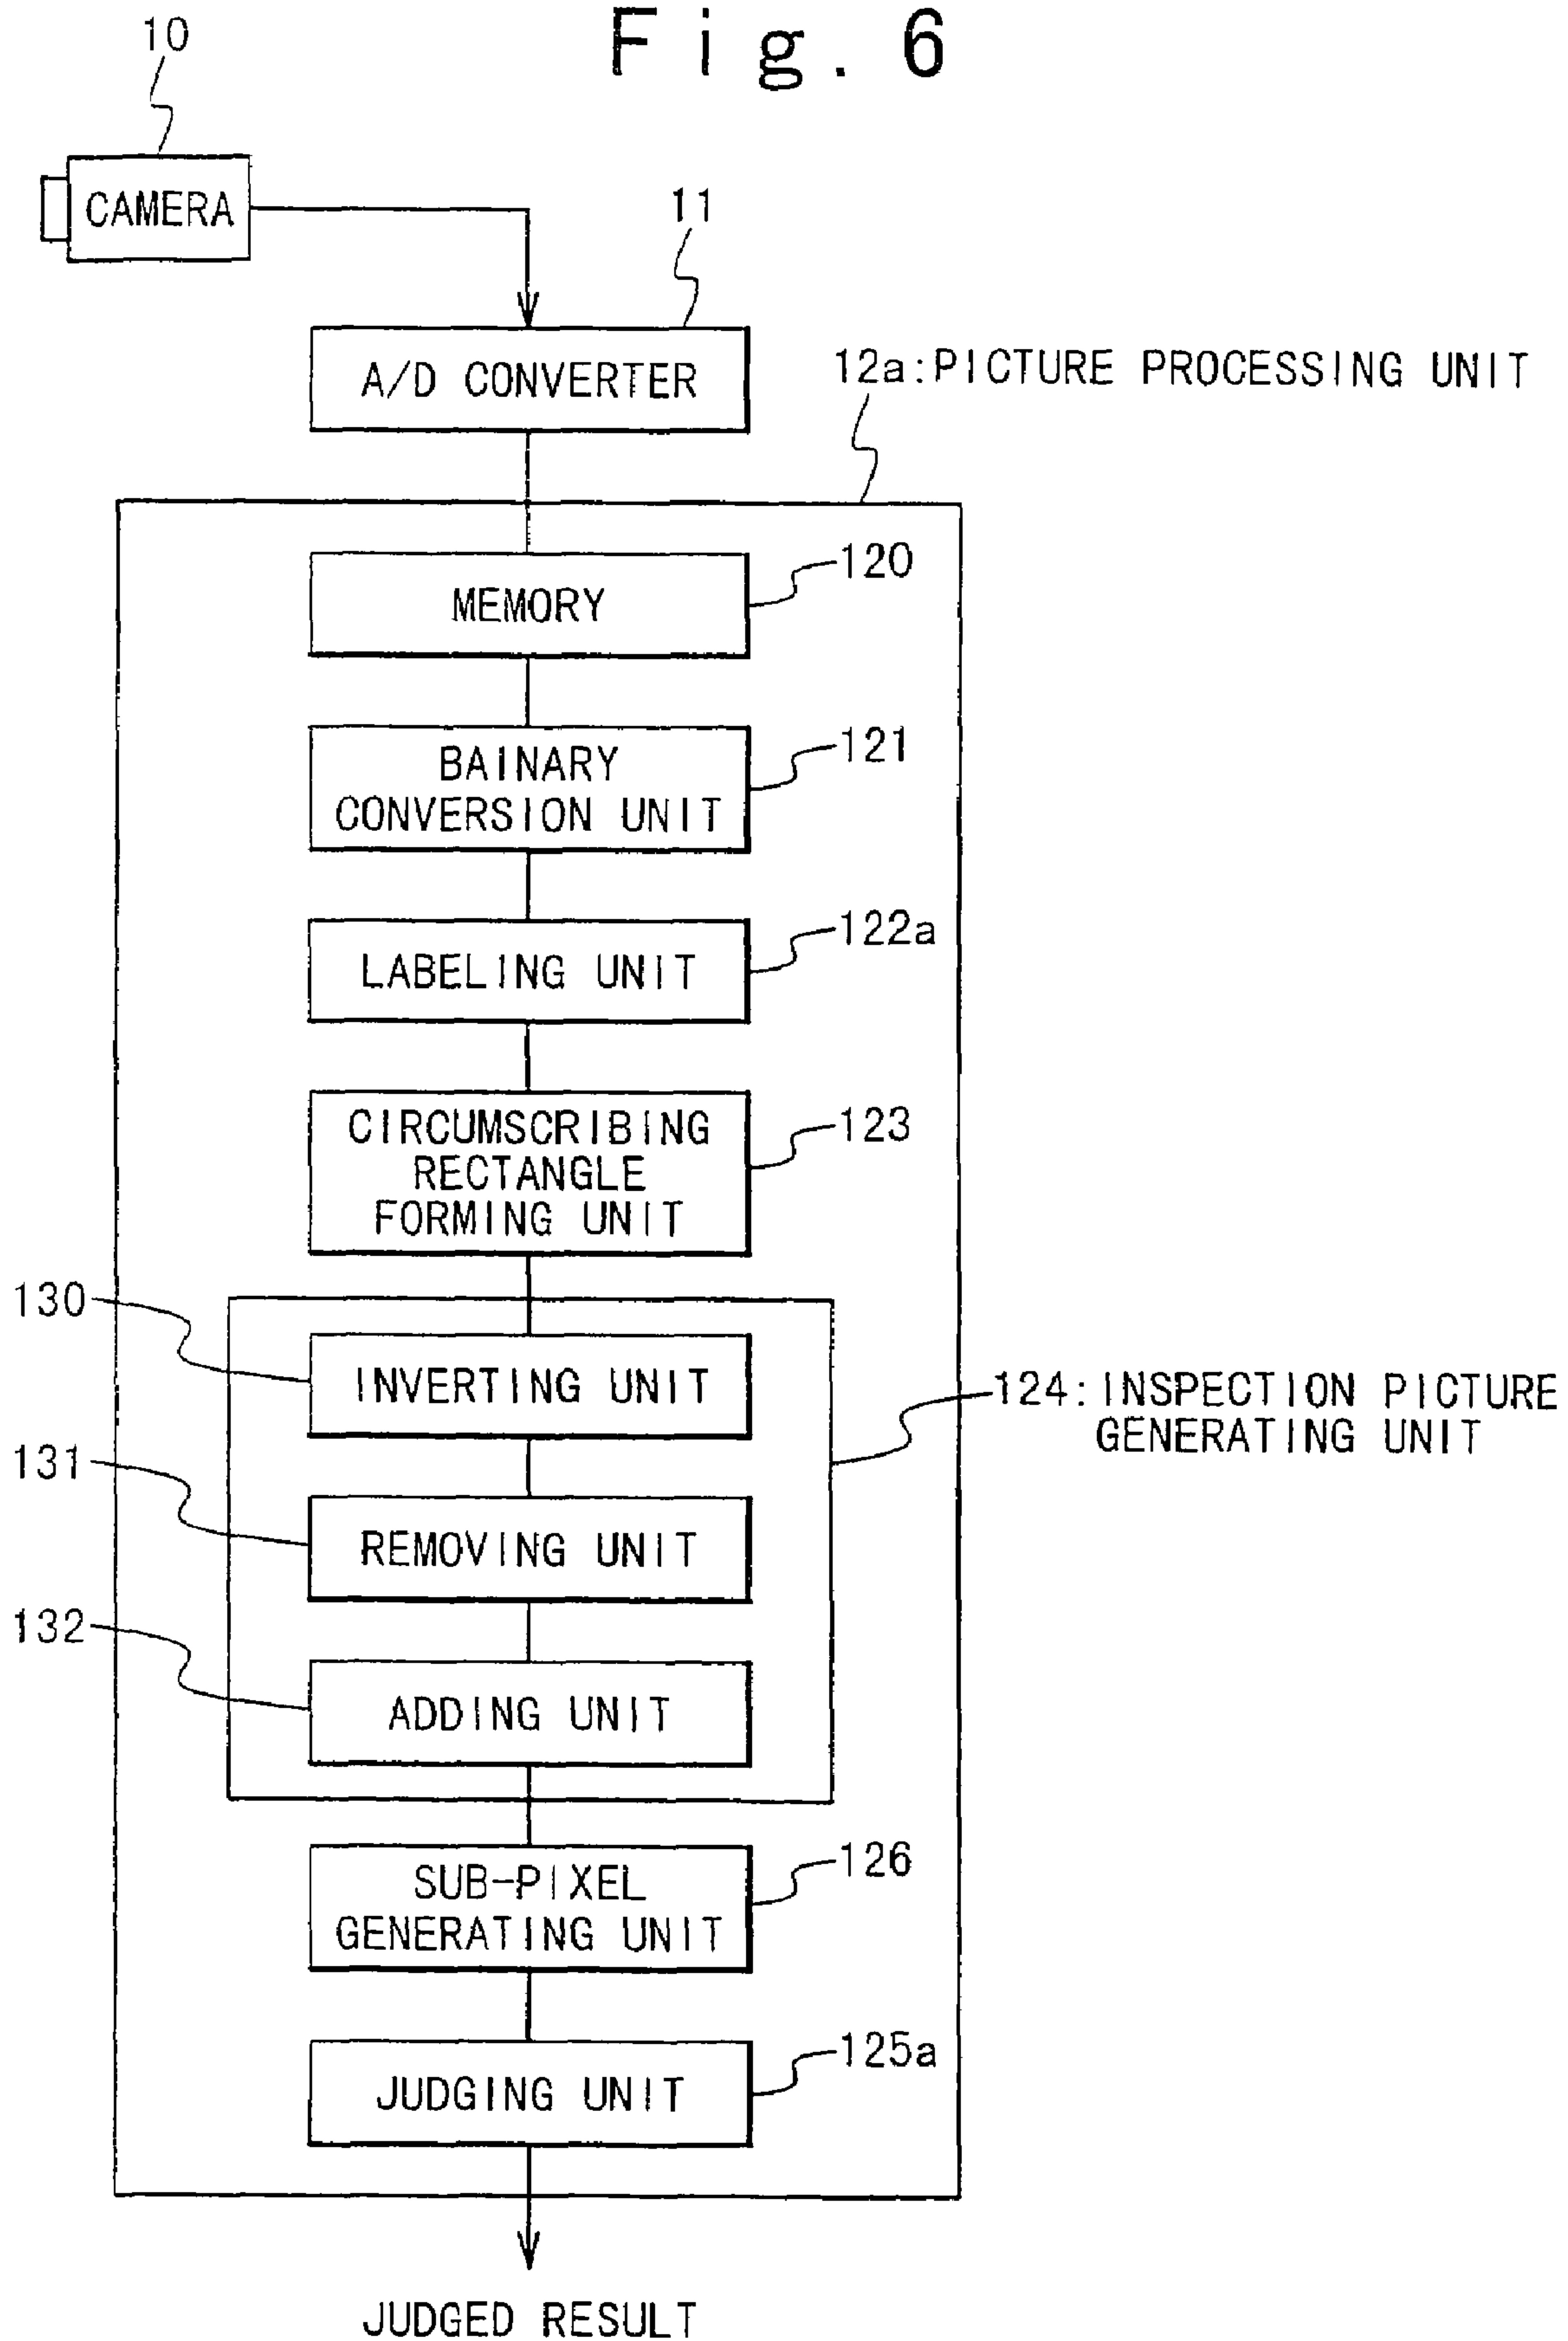 Fig. 6
10
CAMERA
11
A/D CONVERTER
12a:PICTURE PROCESSING UNIT
MEMORY
120
BAINARY
CONVERSION UNIT
121
LABELING UNIT
122a
CIRCUMSCRIBING
RECTANGLE
FORMING UNIT
123
130
INVERTING UNIT
124:INSPECTION PICTURE
GENERATING UNIT
131
REMOVING UNIT
132
ADDING UNIT
SUB-PIXEL
GENERATING UNIT
126
JUDGING UNIT
125a
JUDGED RESULT